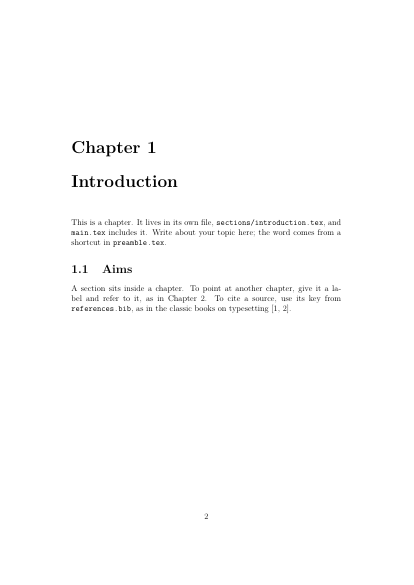 Chapter 1
Introduction
This is a chapter. It lives in its own file, sections/introduction.tex, and
main.tex includes it. Write about your topic here; the word comes from a
shortcut in preamble.tex.
1.1 Aims
A section sits inside a chapter. To point at another chapter, give it a la-
bel and refer to it, as in Chapter 2. To cite a source, use its key from
references.bib, as in the classic books on typesetting [1, 2].
2